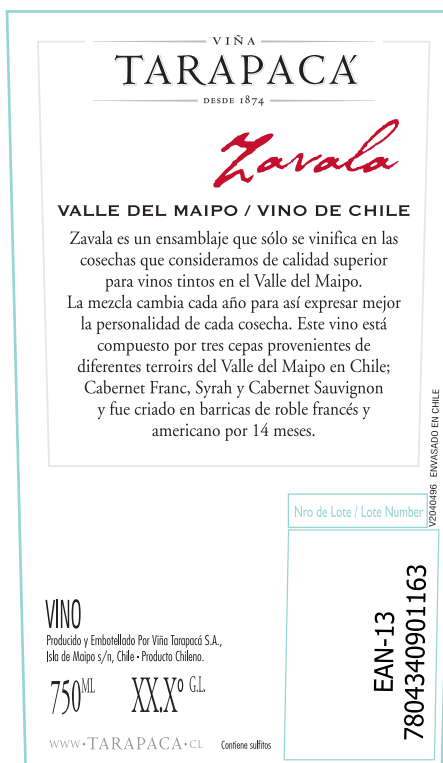 VIÑA
TARAPACÁ
DESDE 1874
Zavala
VALLE DEL MAIPO / VINO DE CHILE
Zavala es un ensamblaje que sólo se vinifica en las
cosechas que consideramos de calidad superior
para vinos tintos en el Valle del Maipo.
La mezcla cambia cada año para así expresar mejor
la personalidad de cada cosecha. Este vino está
compuesto por tres cepas provenientes de
diferentes terroirs del Valle del Maipo en Chile;
Cabernet Franc, Syrah y Cabernet Sauvignon
y fue criado en barricas de roble francés y
americano por 14 meses.
V2040496 ENVASADO EN CHILE
Nro de Lote / Lote Number
EAN-13
7804340901163
VINO
Producido y Embotellado Por Viña Tarapacá S.A.,
Isla de Maipo s/n, Chile • Producto Chileno.
750ML XX.X° G.L.
WWW•TARAPACA•CL Contiene sulfitos